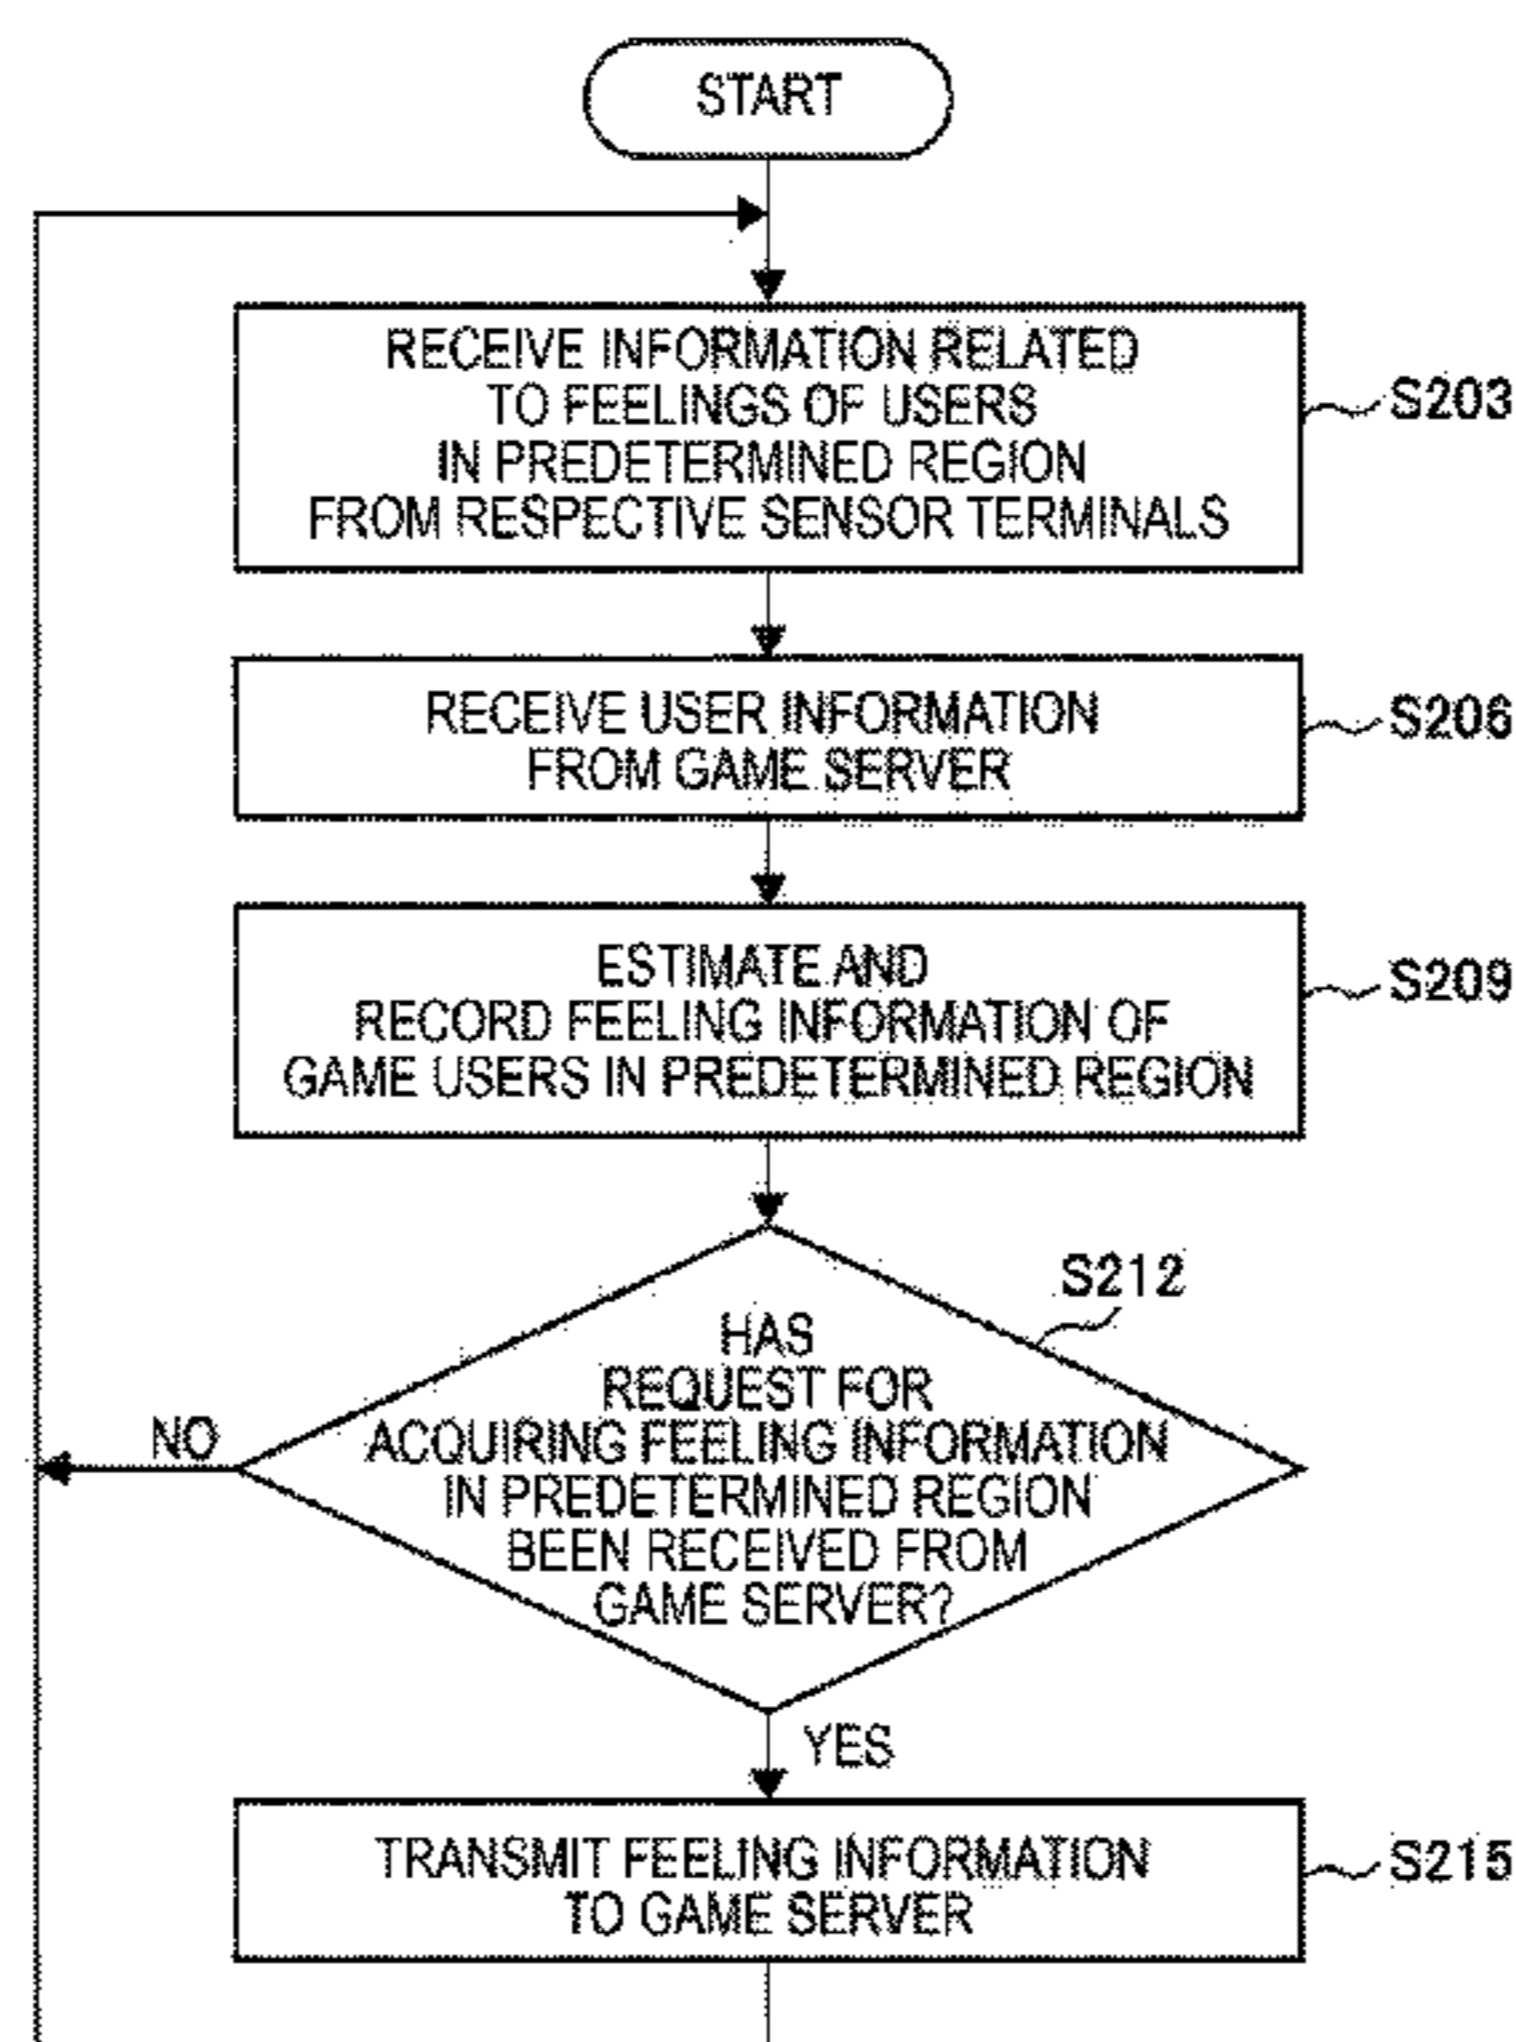 START
RECEIVE INFORMATION RELATED
TO FEELINGS OF USERS
IN PREDETERMINED REGION
FROM RESPECTIVE SENSOR TERMINALS
S203
RECEIVE USER INFORMATION
FROM GAME SERVER
S206
ESTIMATE AND
RECORD FEELING INFORMATION OF
GAME USERS IN PREDETERMINED REGION
S209
S212
HAS
REQUEST FOR
ACQUIRING FEELING INFORMATION
IN PREDETERMINED REGION
BEEN RECEIVED FROM
GAME SERVER?
NO
YES
TRANSMIT FEELING INFORMATION
TO GAME SERVER
S215